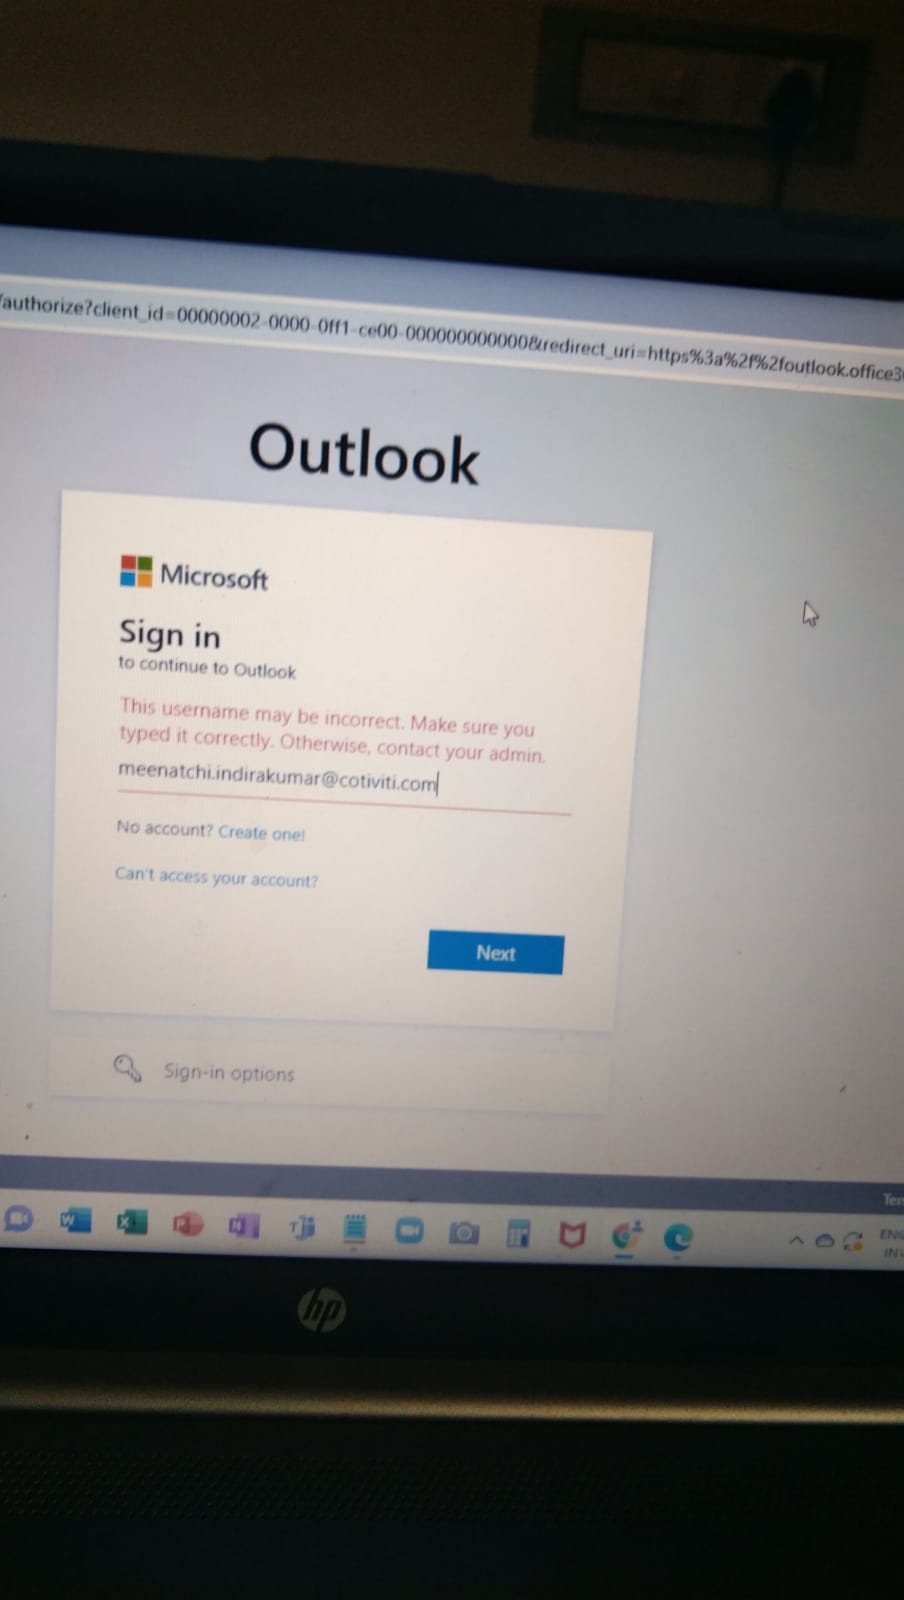 /authorize?client_id=00000002-0000-0ff1-ce00-000000000000&redirect_uri=https%3a%2f%2foutlook.office3
Outlook
Microsoft
Sign in
to continue to Outlook
This username may be incorrect. Make sure you
typed it correctly. Otherwise, contact your admin.
meenatchi.indirakumar@cotiviti.com
No account? Create one!
Can't access your account?
Next
Sign-in options
Ter
ENG
IN
hp